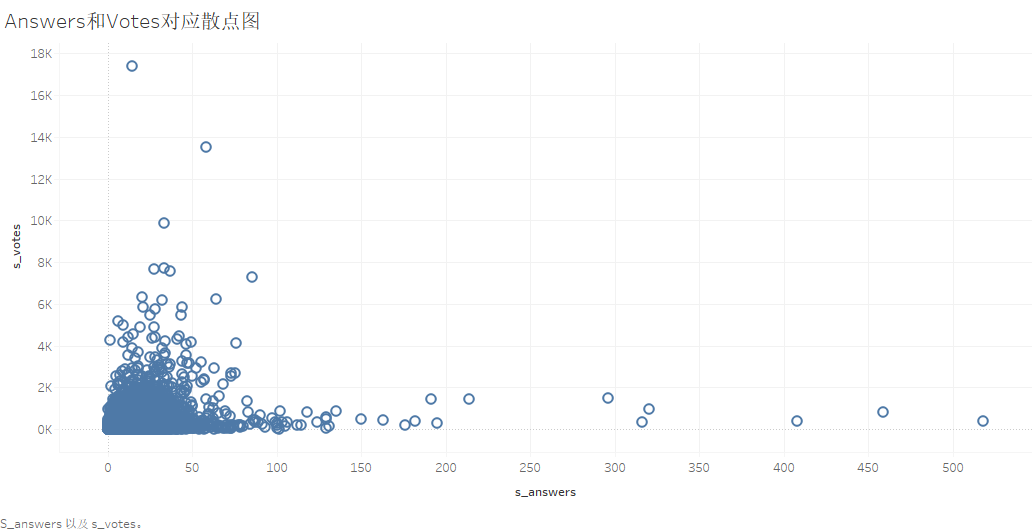 Answers和Votes对应散点图
18K
16K
14K
12K
10K
8K
6K
4K
2K
0K
s_votes
0 50 100 150 200 250 300 350 400 450 500
s_answers
S_answers 以及 s_votes。